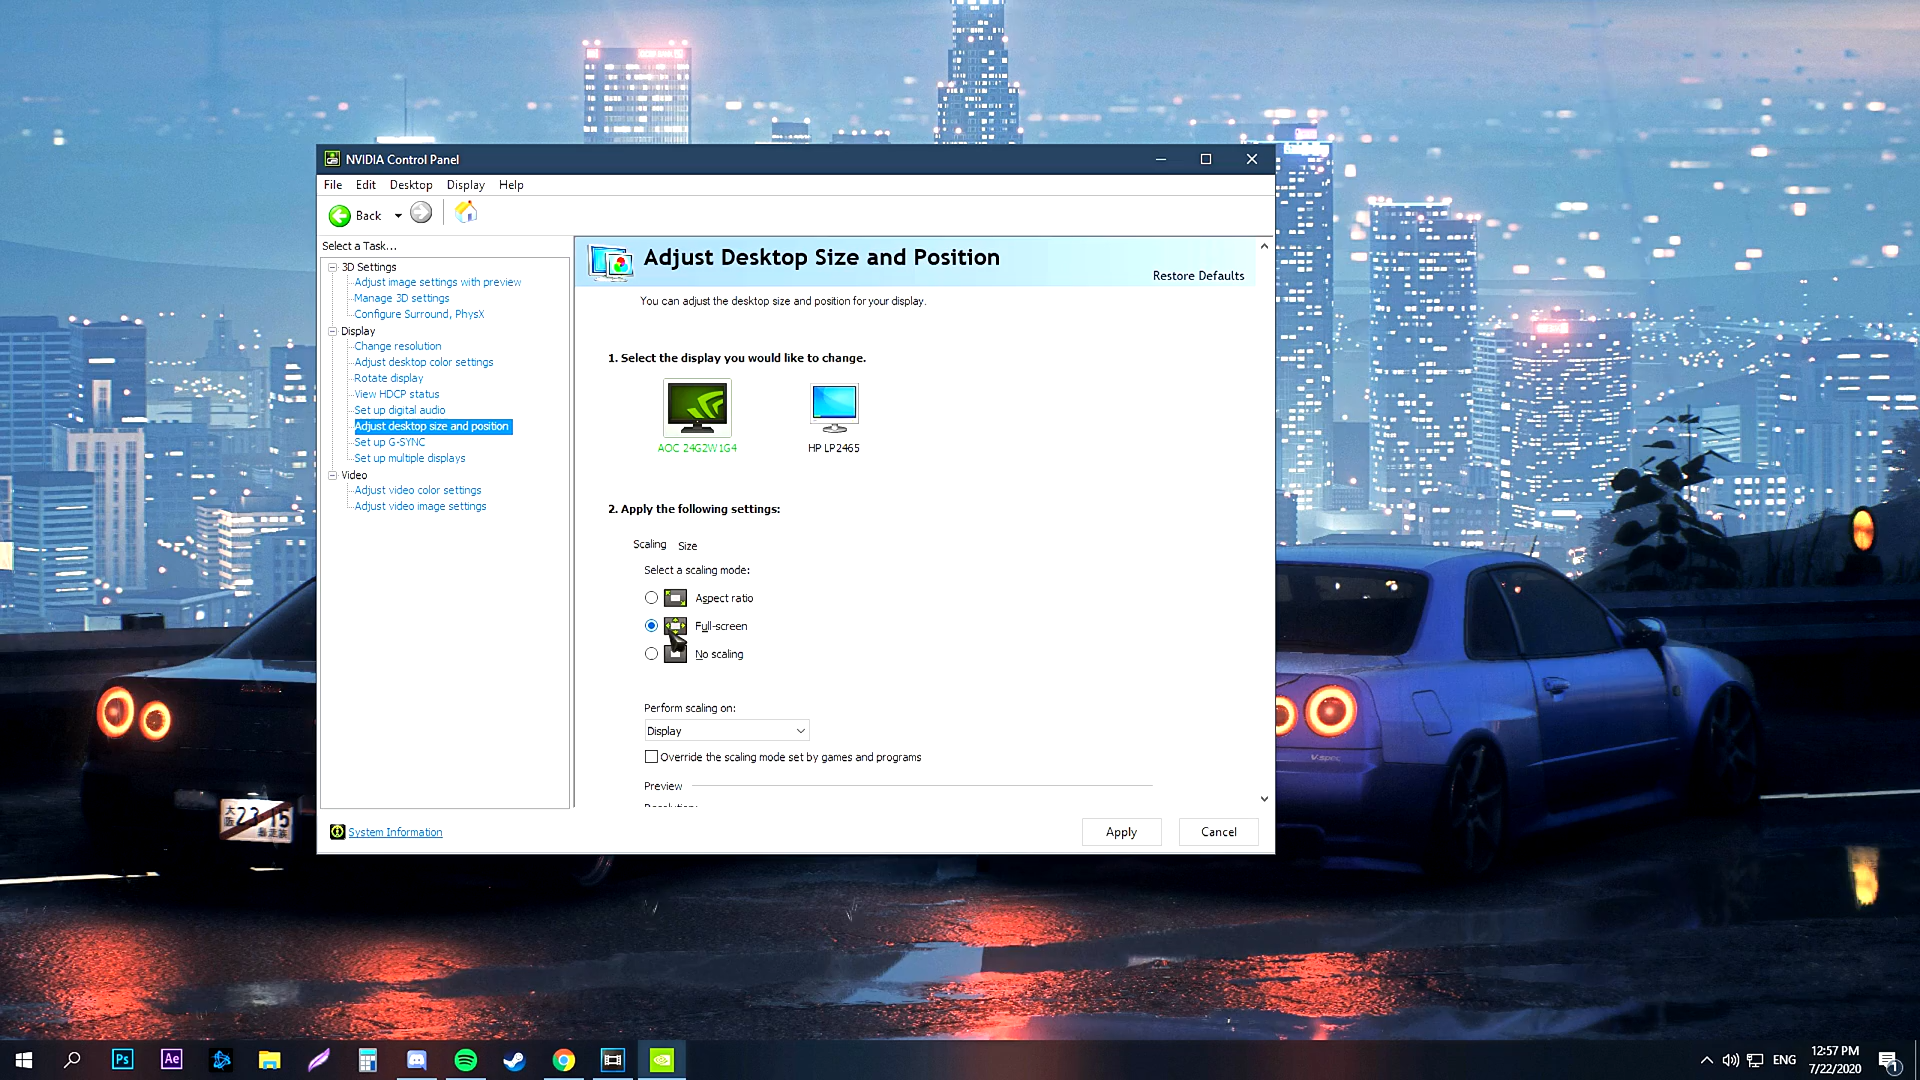 NVIDIA Control Panel
File Edit Desktop Display Help
Back
Select a Task...
3D Settings
Adjust image settings with preview
Manage 3D settings
Configure Surround, PhysX
Display
Change resolution
Adjust desktop color settings
Rotate display
View HDCP status
Set up digital audio
Adjust desktop size and position
Set up G-SYNC
Set up multiple displays
Video
Adjust video color settings
Adjust video image settings
System Information
Adjust Desktop Size and Position
Restore Defaults
You can adjust the desktop size and position for your display.
1. Select the display you would like to change.
AOC 24G2W1G4 HP LP2465
2. Apply the following settings:
Scaling Size
Select a scaling mode:
Aspect ratio
Full-screen
No scaling
Perform scaling on:
Display
Override the scaling mode set by games and programs
Preview
Apply Cancel
23 15
V·spec
Ps Ae
ENG
12:57 PM
7/22/2020
1